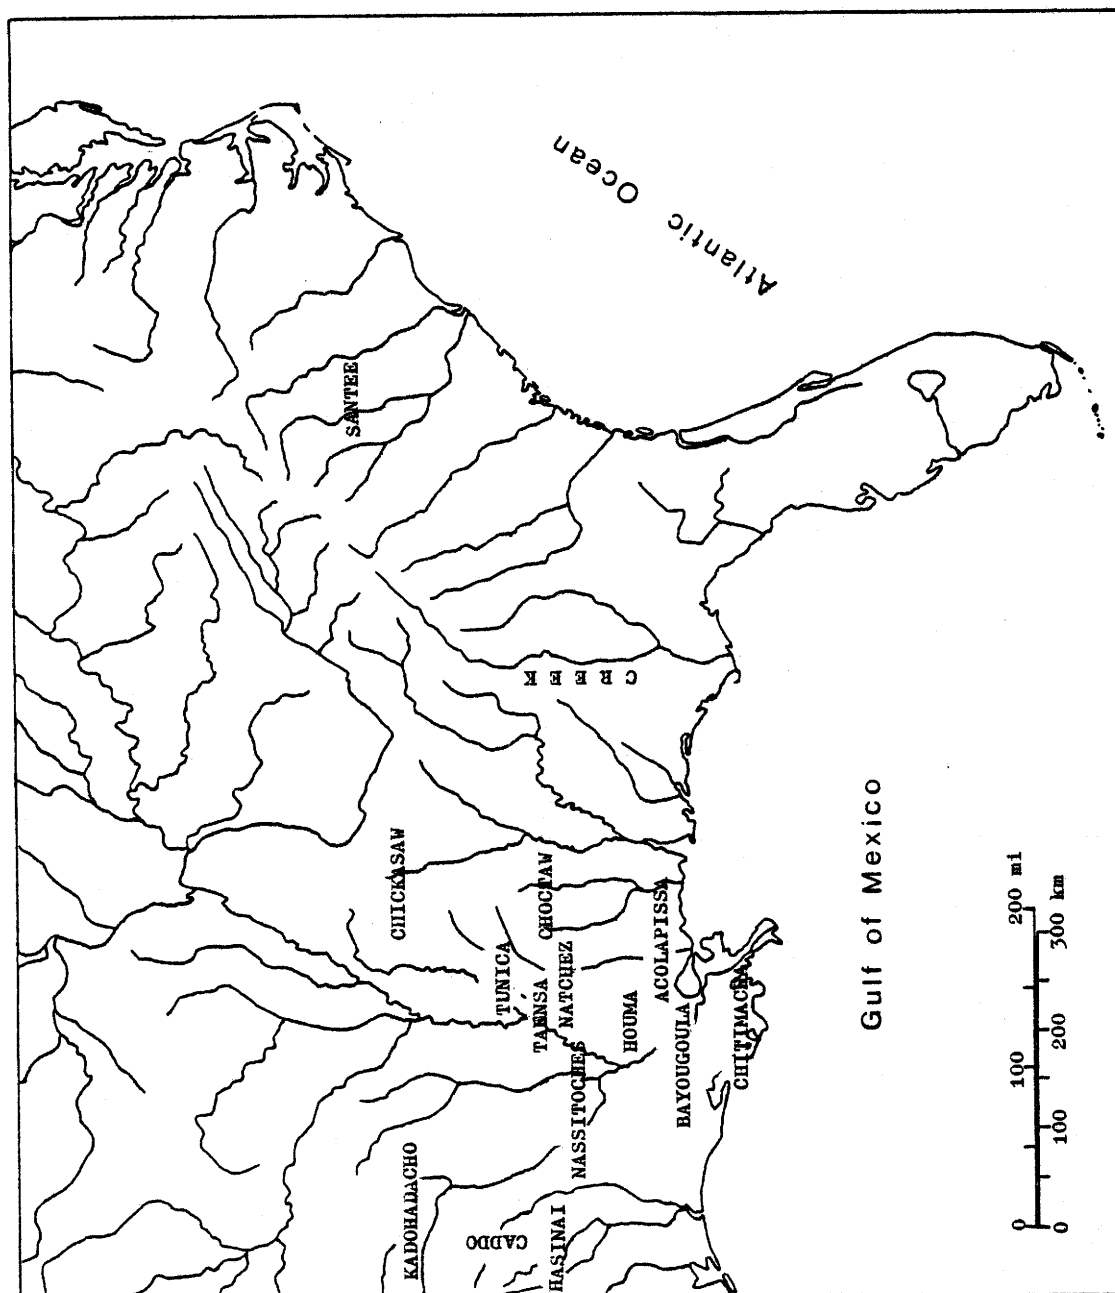 Atlantic Ocean
SANTEE
CREEK
CHICKASAW
CHOCTAW
TUNICA
TAENSA
NATCHEZ
ACOLAPISSA
HOUMA
BAYOUGOULA
CHITIMACHA
NASSITOCHES
KADOHADACHO
CADDO
HASINAI
Gulf of Mexico
0 100 200 mi
0 100 200 300 km